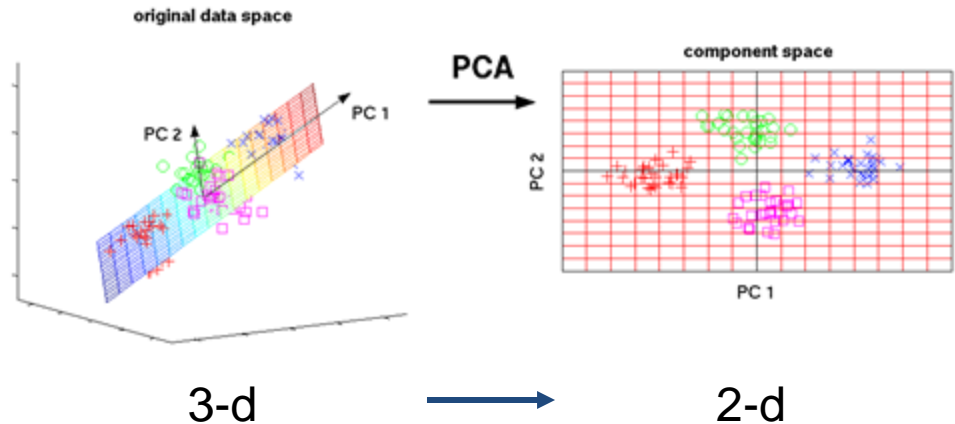 original data space
PC 2
PC 1
PCA
component space
PC 2
PC 1
3-d
2-d